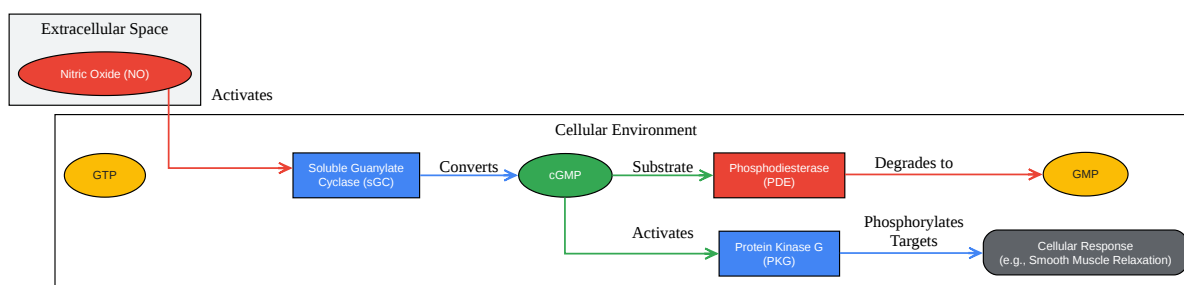 Extracellular Space
Nitric Oxide (NO)
Activates
Cellular Environment
GTP
Soluble Guanylate
Cyclase (sGC)
Converts
cGMP
Substrate
Phosphodiesterase
(PDE)
Degrades to
GMP
Activates
Protein Kinase G
(PKG)
Phosphorylates
Targets
Cellular Response
(e.g., Smooth Muscle Relaxation)